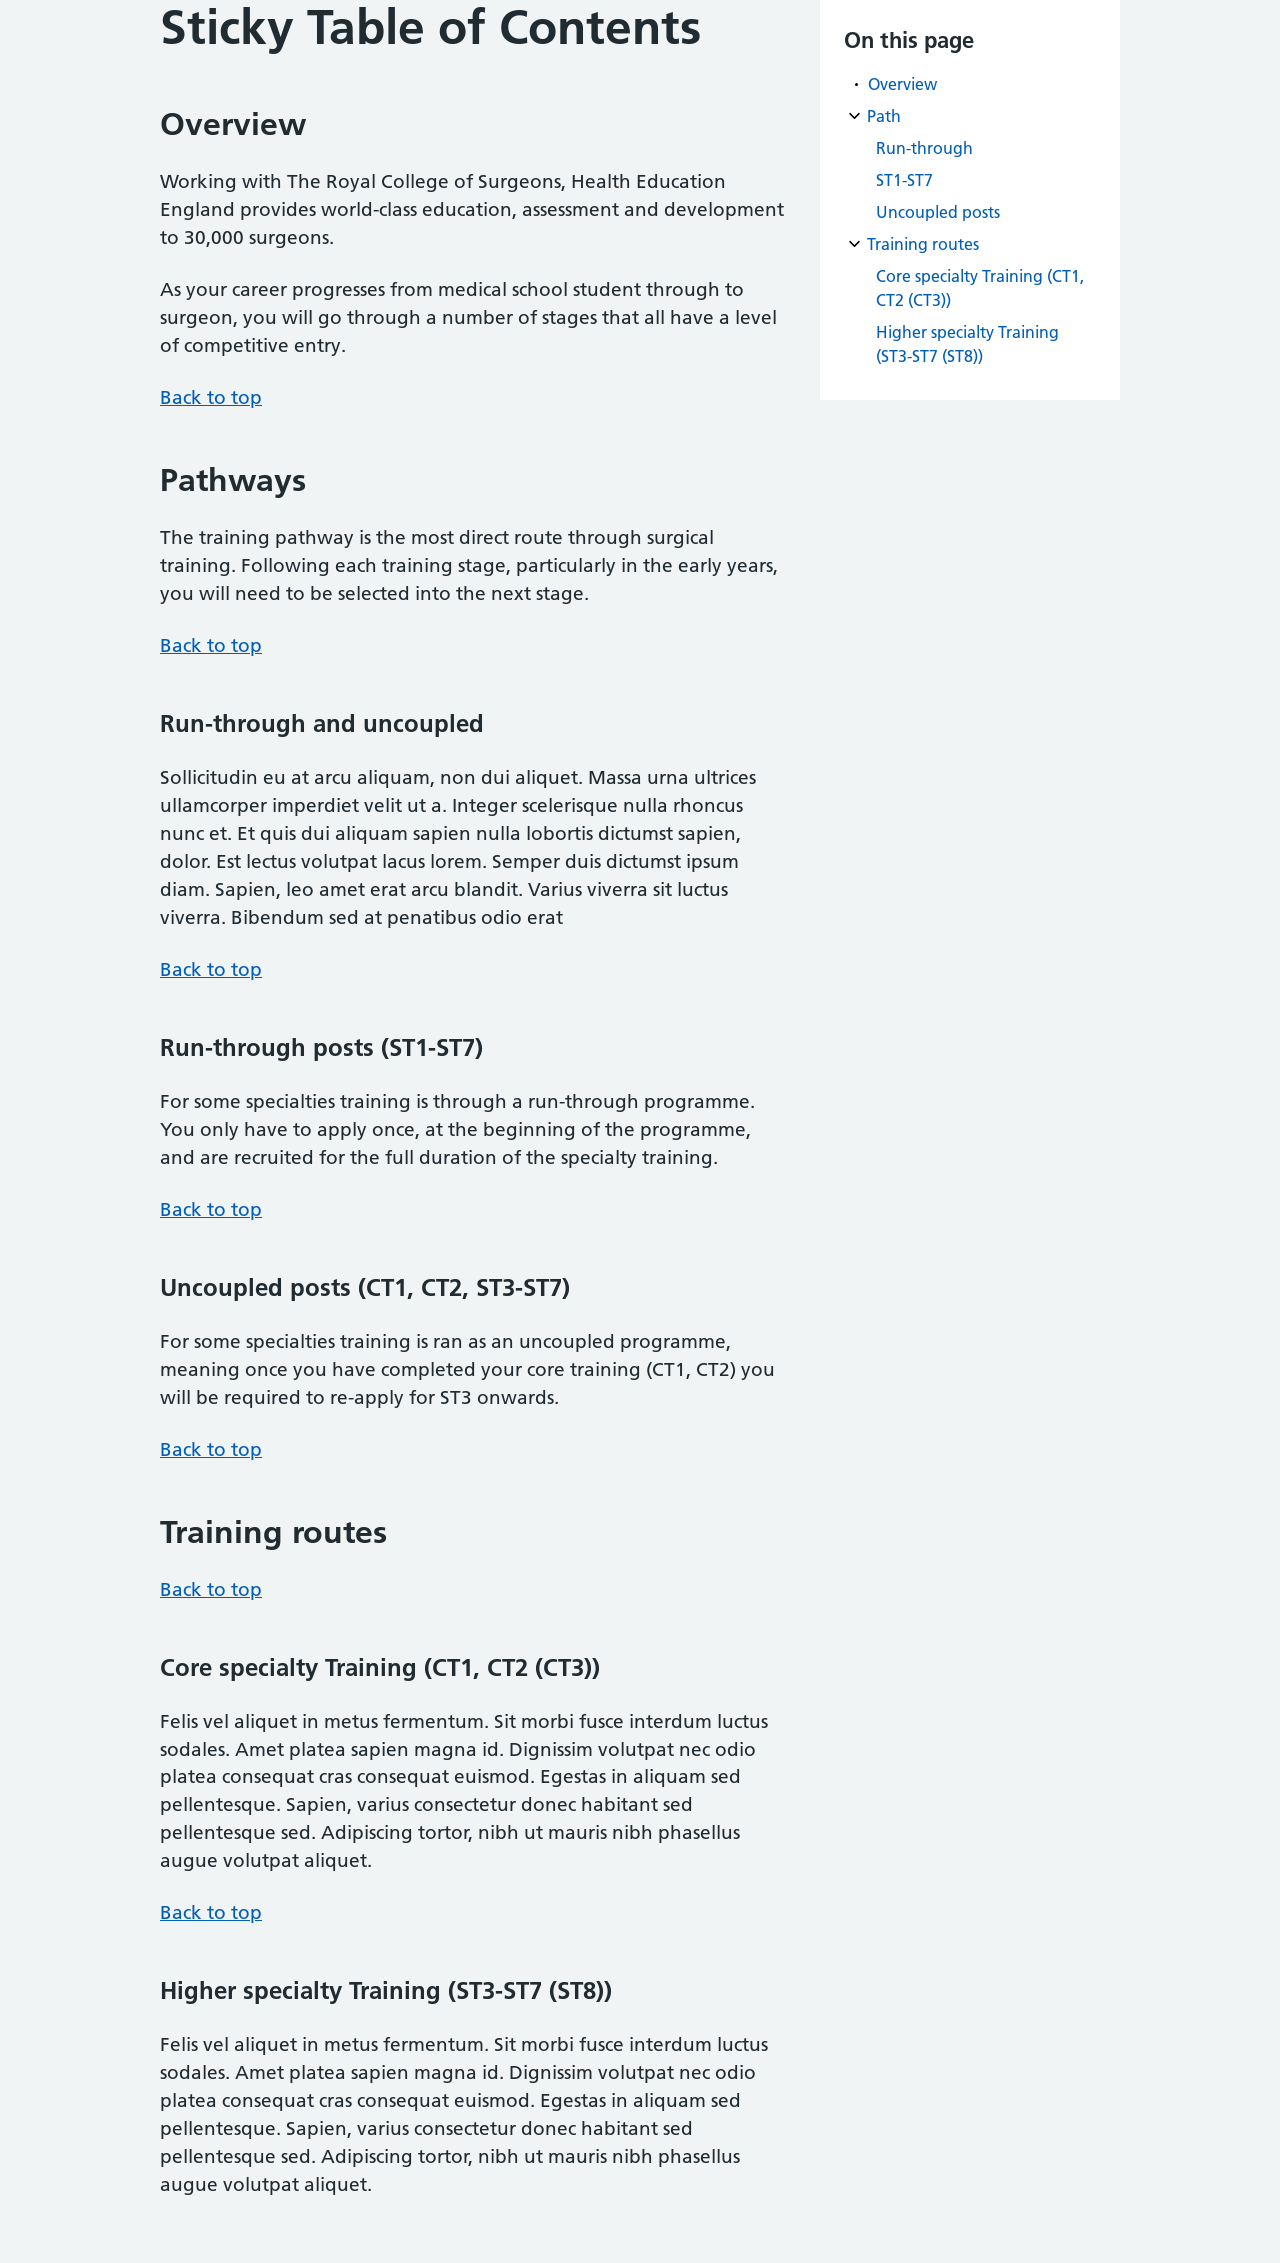 Sticky Table of Contents
Overview
Working with The Royal College of Surgeons, Health Education
England provides world-class education, assessment and development
to 30,000 surgeons.
As your career progresses from medical school student through to
surgeon, you will go through a number of stages that all have a level
of competitive entry.
Back to top
Pathways
The training pathway is the most direct route through surgical
training. Following each training stage, particularly in the early years,
you will need to be selected into the next stage.
Back to top
Run-through and uncoupled
Sollicitudin eu at arcu aliquam, non dui aliquet. Massa urna ultrices
ullamcorper imperdiet velit ut a. Integer scelerisque nulla rhoncus
nunc et. Et quis dui aliquam sapien nulla lobortis dictumst sapien,
dolor. Est lectus volutpat lacus lorem. Semper duis dictumst ipsum
diam. Sapien, leo amet erat arcu blandit. Varius viverra sit luctus
viverra. Bibendum sed at penatibus odio erat
Back to top
Run-through posts (ST1-ST7)
For some specialties training is through a run-through programme.
You only have to apply once, at the beginning of the programme,
and are recruited for the full duration of the specialty training.
Back to top
Uncoupled posts (CT1, CT2, ST3-ST7)
For some specialties training is ran as an uncoupled programme,
meaning once you have completed your core training (CT1, CT2) you
will be required to re-apply for ST3 onwards.
Back to top
Training routes
Back to top
Core specialty Training (CT1, CT2 (CT3))
Felis vel aliquet in metus fermentum. Sit morbi fusce interdum luctus
sodales. Amet platea sapien magna id. Dignissim volutpat nec odio
platea consequat cras consequat euismod. Egestas in aliquam sed
pellentesque. Sapien, varius consectetur donec habitant sed
pellentesque sed. Adipiscing tortor, nibh ut mauris nibh phasellus
augue volutpat aliquet.
Back to top
Higher specialty Training (ST3-ST7 (ST8))
Felis vel aliquet in metus fermentum. Sit morbi fusce interdum luctus
sodales. Amet platea sapien magna id. Dignissim volutpat nec odio
platea consequat cras consequat euismod. Egestas in aliquam sed
pellentesque. Sapien, varius consectetur donec habitant sed
pellentesque sed. Adipiscing tortor, nibh ut mauris nibh phasellus
augue volutpat aliquet.
On this page
Overview
Path
Run-through
ST1-ST7
Uncoupled posts
Training routes
Core specialty Training (CT1,
CT2 (CT3))
Higher specialty Training
(ST3-ST7 (ST8))